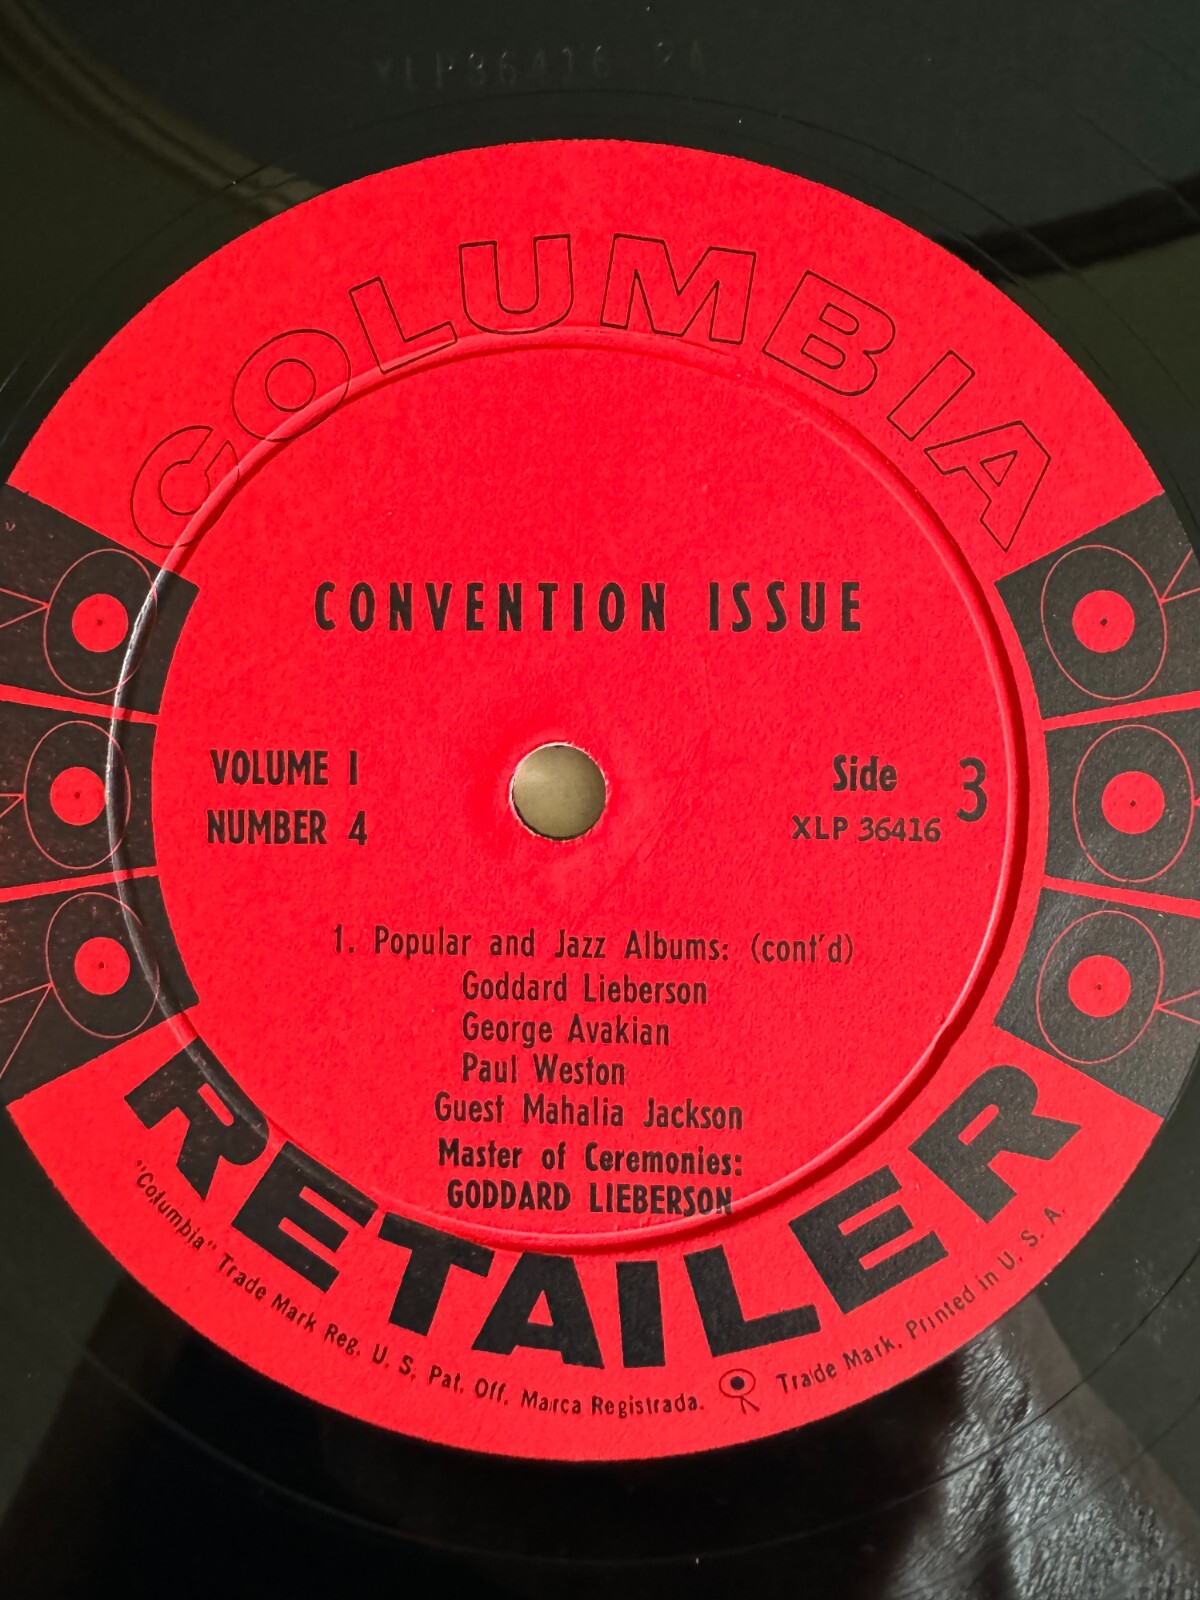 XLP36416 2A
COLUMBIA
CONVENTION ISSUE
VOLUME I
NUMBER 4
Side 3
XLP 36416
1. Popular and Jazz Albums: (cont'd)
Goddard Lieberson
George Avakian
Paul Weston
Guest Mahalia Jackson
Master of Ceremonies:
GODDARD LIEBERSON
RETAILER
"Columbia" Trade Mark Reg. U. S. Pat. Off. Marca Registrada. Trade Mark. Printed in U. S. A.